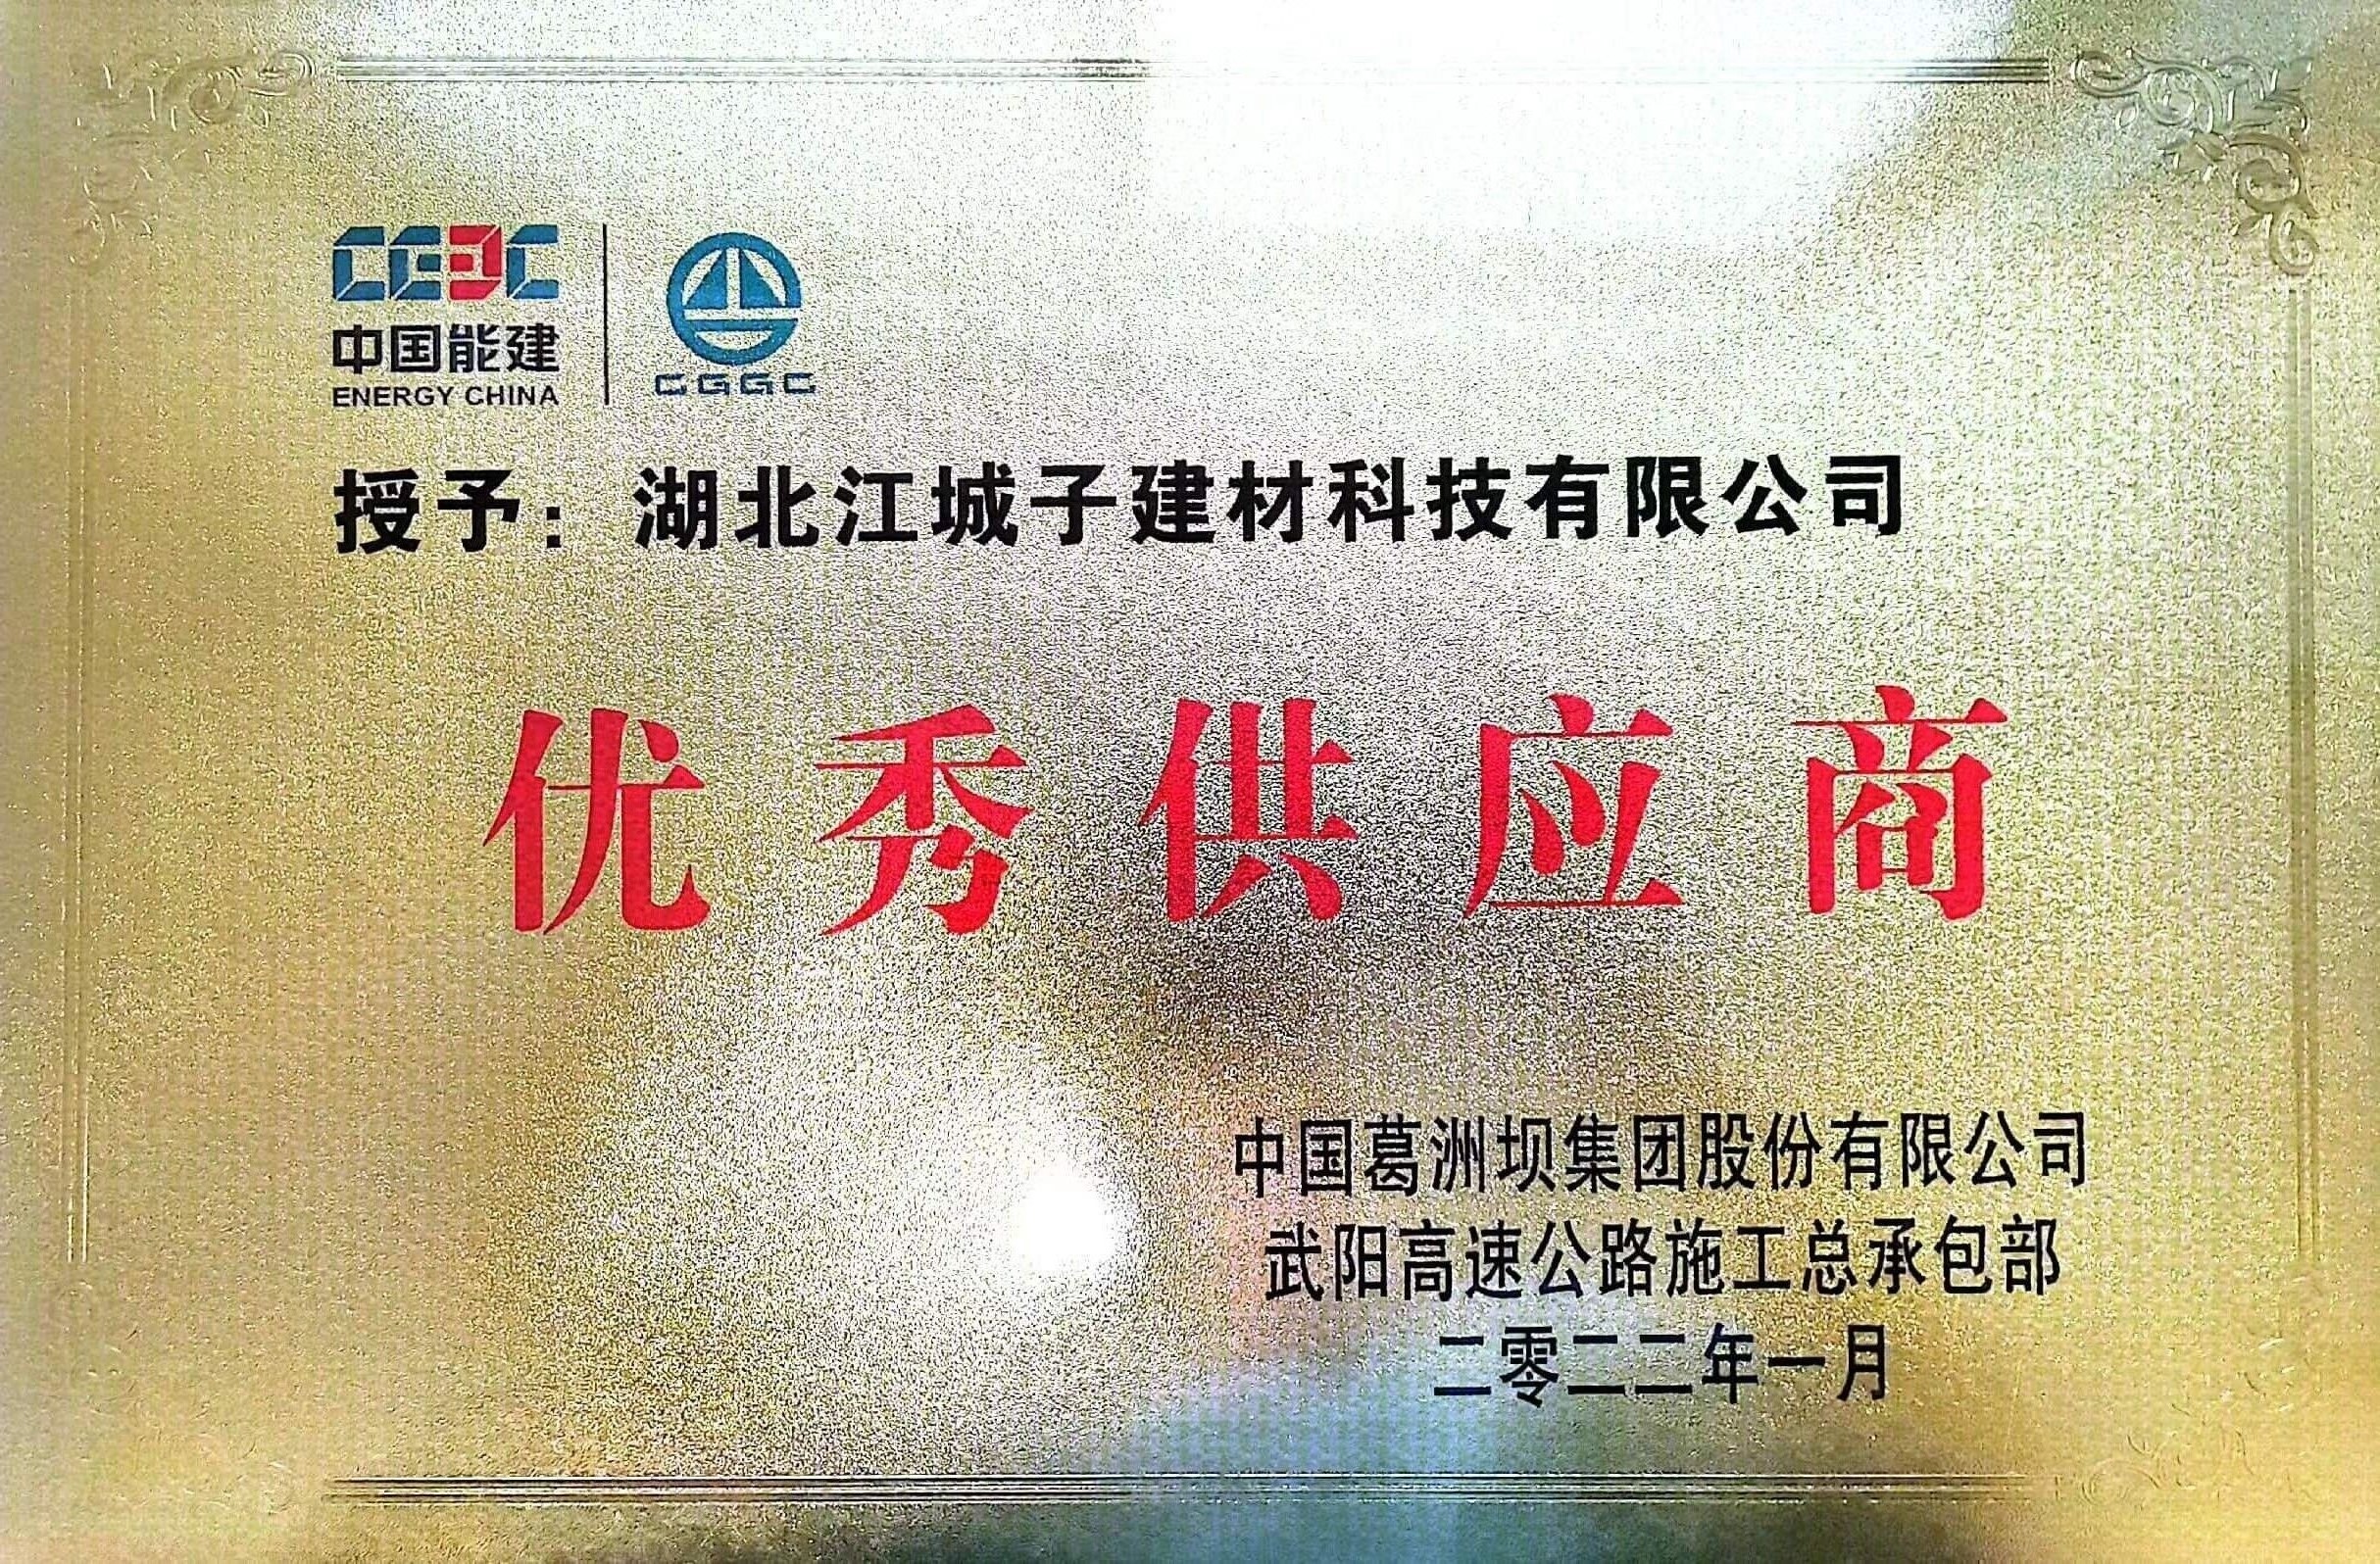 CEEC
中国能建
ENERGY CHINA
CGGC
授予：湖北江城子建材科技有限公司
优秀供应商
中国葛洲坝集团股份有限公司
武阳高速公路施工总承包部
二零二二年一月